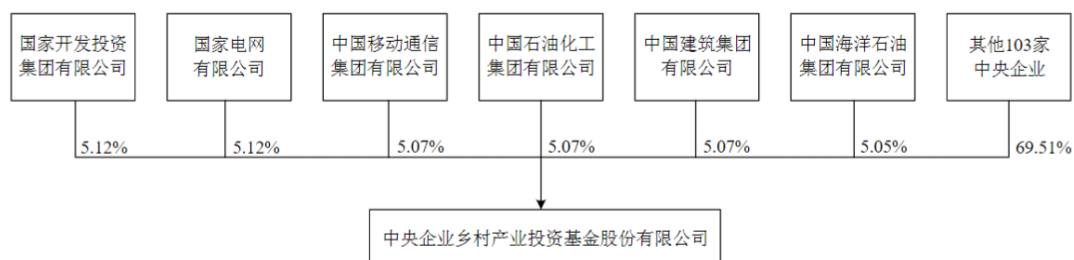 国家开发投资
集团有限公司
国家电网
有限公司
中国移动通信
集团有限公司
中国石油化工
集团有限公司
中国建筑集团
有限公司
中国海洋石油
集团有限公司
其他103家
中央企业
5.12%
5.12%
5.07%
5.07%
5.07%
5.05%
69.51%
中央企业乡村产业投资基金股份有限公司